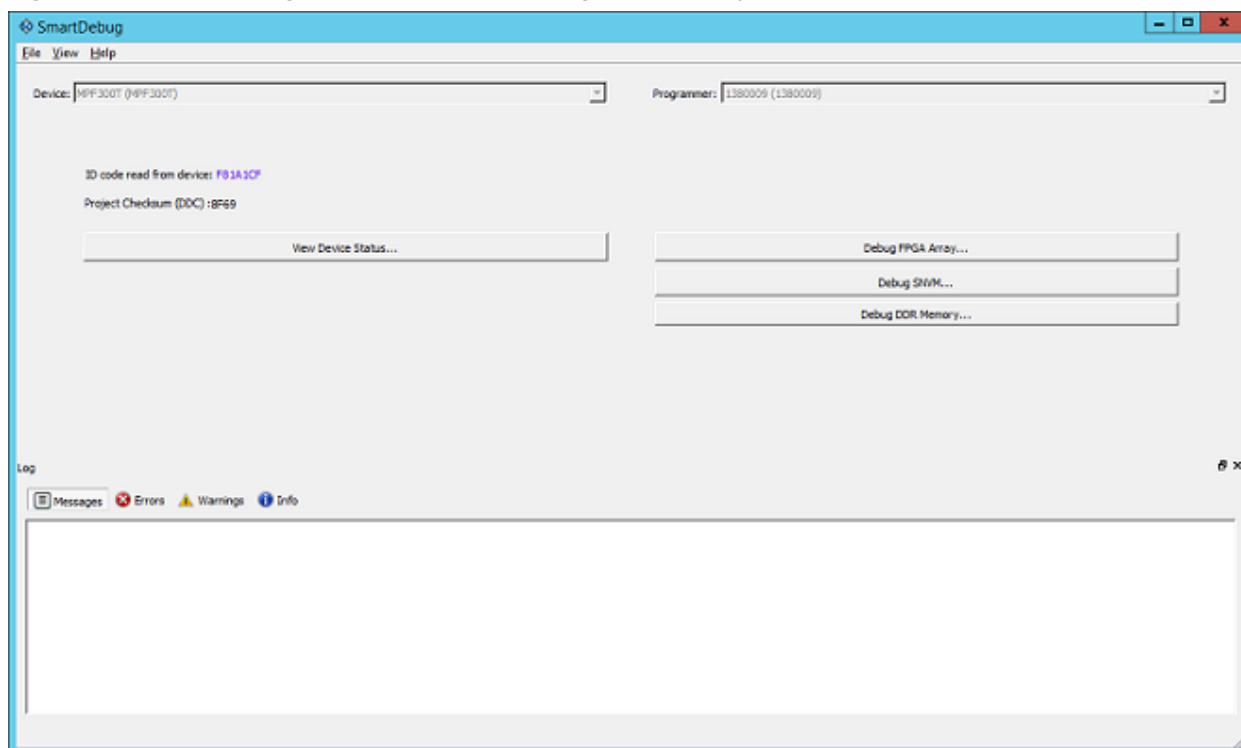 SmartDebug
File View Help
Device: MPF300T (MPF300T) Programmer: 1380009 (1380009)
ID code read from device: F81A1CF
Project Checksum (DDC) :8F69
View Device Status... Debug FPGA Array...
Debug SNVM...
Debug DDR Memory...
Log
Messages Errors Warnings Info